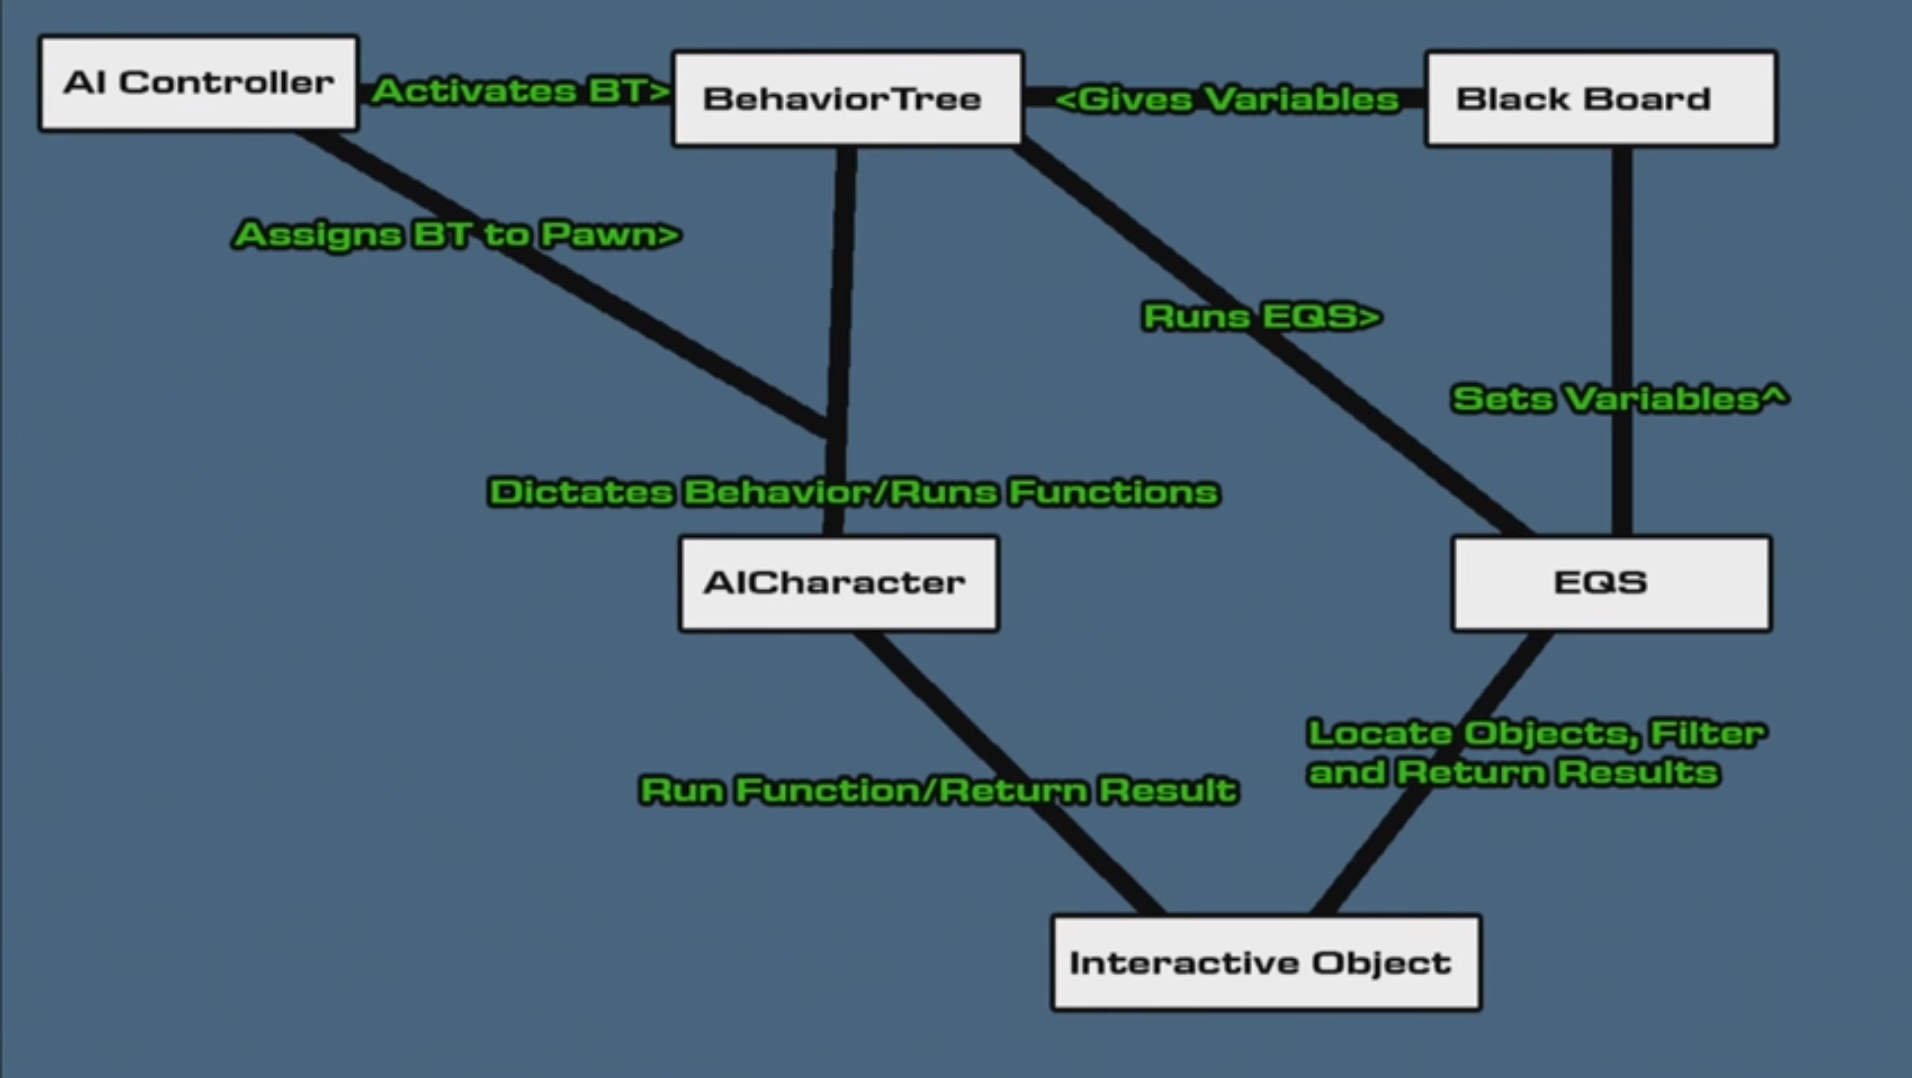 AI Controller
Activates BT>
BehaviorTree
<Gives Variables
Black Board
Assigns BT to Pawn>
Runs EQS>
Sets Variables^
Dictates Behavior/Runs Functions
AICharacter
EQS
Locate Objects, Filter
and Return Results
Run Function/Return Result
Interactive Object